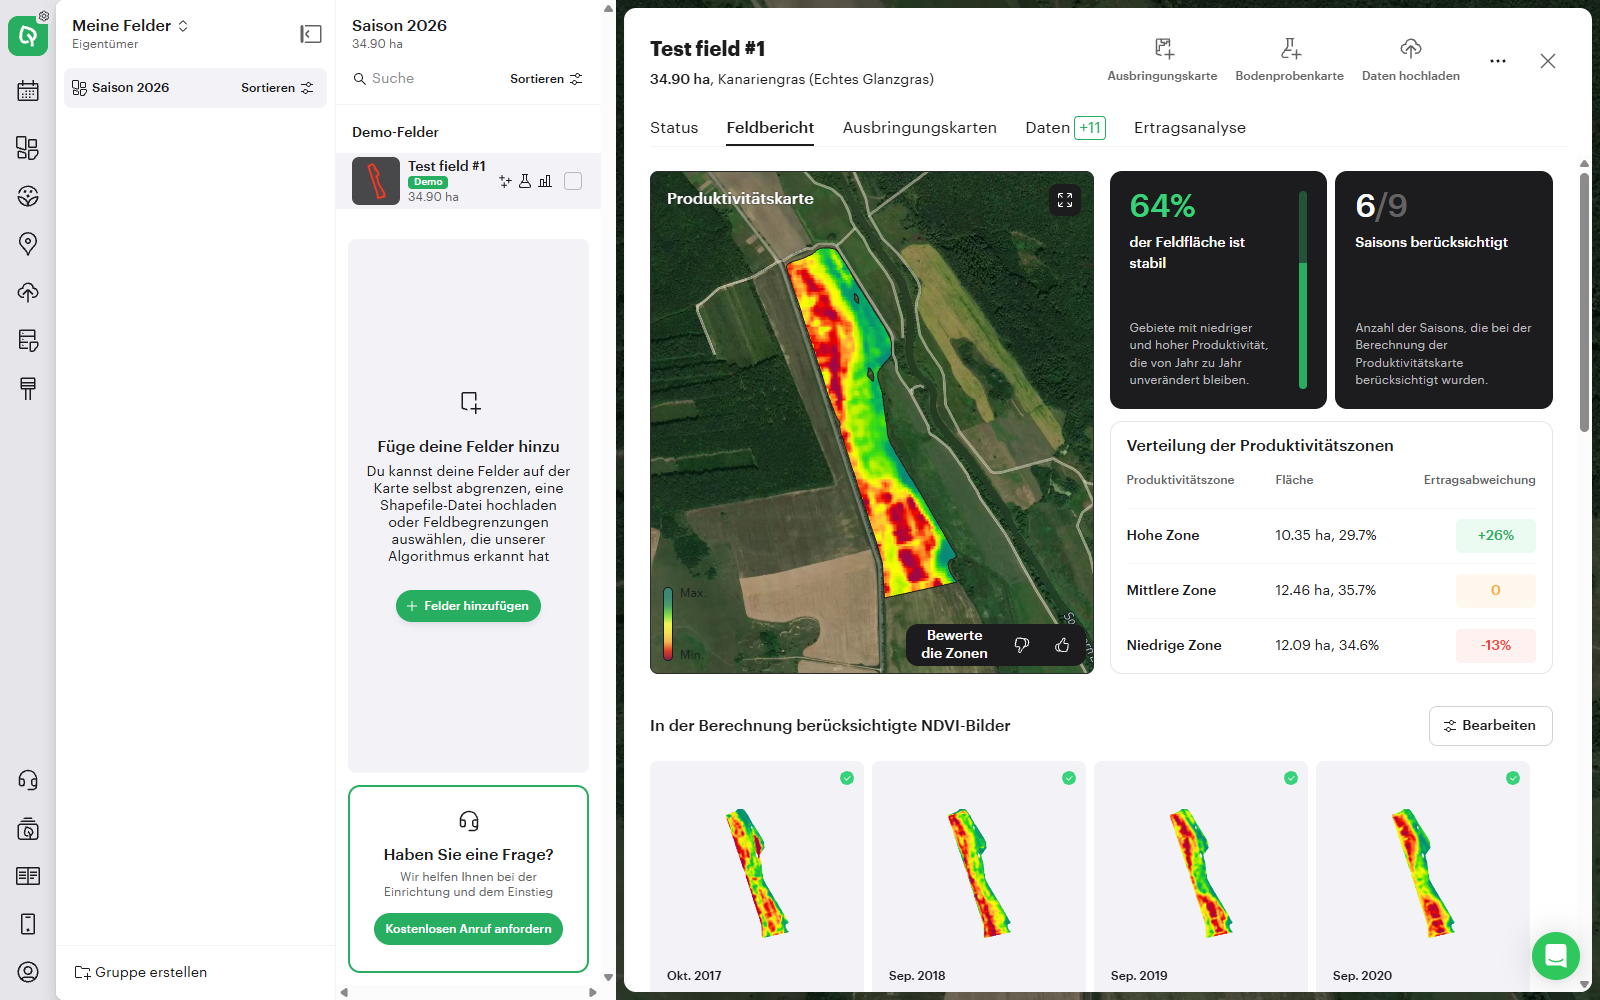 Meine Felder
Eigentümer
Saison 2026
Sortieren
Gruppe erstellen
Saison 2026
34.90 ha
Suche
Sortieren
Demo-Felder
Test field #1
Demo
34.90 ha
Füge deine Felder hinzu
Du kannst deine Felder auf der
Karte selbst abgrenzen, eine
Shapefile-Datei hochladen
oder Feldbegrenzungen
auswählen, die unserer
Algorithmus erkannt hat
Felder hinzufügen
Haben Sie eine Frage?
Wir helfen Ihnen bei der
Einrichtung und dem Einstieg
Kostenlosen Anruf anfordern
Test field #1
34.90 ha, Kanariengras (Echtes Glanzgras)
Ausbringungskarte
Bodenprobenkarte
Daten hochladen
Status
Feldbericht
Ausbringungskarten
Daten +11
Ertragsanalyse
Produktivitätskarte
Max.
Min.
Bewerte
die Zonen
64%
der Feldfläche ist
stabil
Gebiete mit niedriger
und hoher Produktivität,
die von Jahr zu Jahr
unverändert bleiben.
6/9
Saisons berücksichtigt
Anzahl der Saisons, die bei der
Berechnung der
Produktivitätskarte
berücksichtigt wurden.
Verteilung der Produktivitätszonen
Produktivitätszone Fläche Ertragsabweichung
Hohe Zone 10.35 ha, 29.7% +26%
Mittlere Zone 12.46 ha, 35.7% 0
Niedrige Zone 12.09 ha, 34.6% -13%
In der Berechnung berücksichtigte NDVI-Bilder
Bearbeiten
Okt. 2017
Sep. 2018
Sep. 2019
Sep. 2020